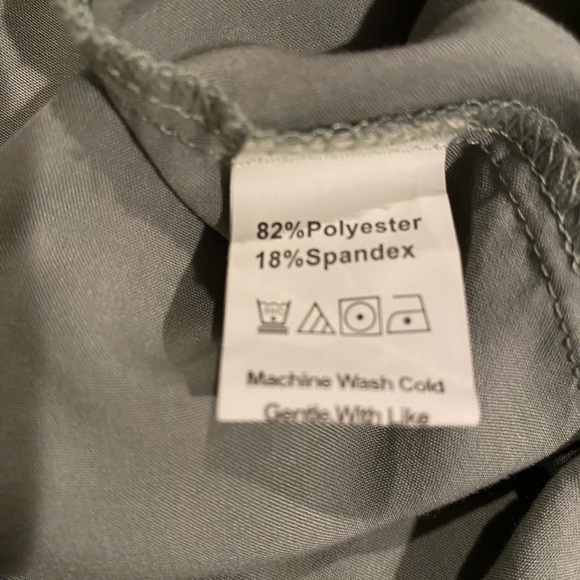 82%Polyester
18%Spandex
Machine Wash Cold
Gentle With Like